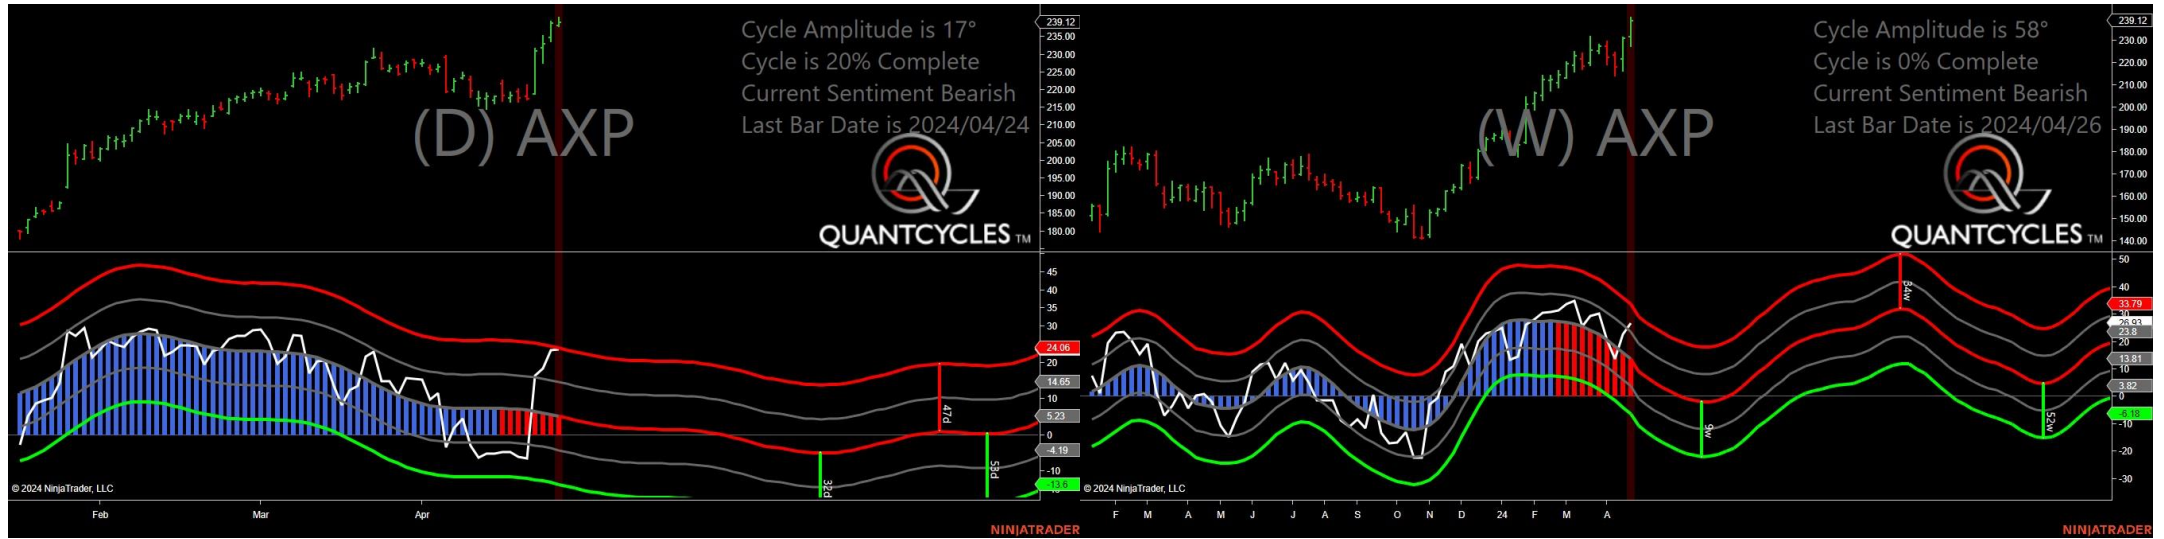 Cycle Amplitude is 17°
Cycle is 20% Complete
Current Sentiment Bearish
Last Bar Date is 2024/04/24
(D) AXP
QUANTCYCLES TM
239.12
235.00
230.00
225.00
220.00
215.00
210.00
205.00
200.00
195.00
190.00
185.00
180.00
45
40
35
30
24.06
20
14.65
10
5.23
0
-4.19
-10
-13.6
32d
47d
53d
© 2024 NinjaTrader, LLC
Feb Mar Apr
NINJATRADER
Cycle Amplitude is 58°
Cycle is 0% Complete
Current Sentiment Bearish
Last Bar Date is 2024/04/26
(W) AXP
QUANTCYCLES TM
239.12
230.00
220.00
210.00
200.00
190.00
180.00
170.00
160.00
150.00
140.00
50
40
33.79
30
26.93
23.8
20
13.81
10
3.82
0
-6.18
-10
-20
-30
9w
34w
52w
© 2024 NinjaTrader, LLC
F M A M J J A S O N D 24 F M A
NINJATRADER